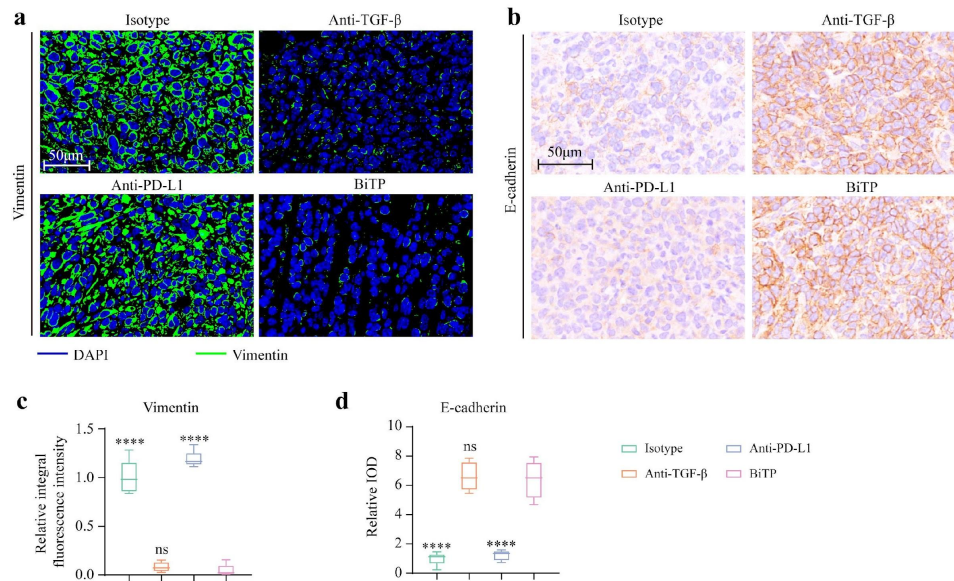 a
Isotype
Anti-TGF-β
Vimentin
50μm
Anti-PD-L1
BiTP
DAPI
Vimentin
b
Isotype
Anti-TGF-β
E-cadherin
50μm
Anti-PD-L1
BiTP
c
Vimentin
Relative integral
fluorescence intensity
1.5
1.0
0.5
0.0
****
ns
****
d
E-cadherin
Relative IOD
10
8
6
4
2
0
****
ns
****
Isotype
Anti-PD-L1
Anti-TGF-β
BiTP